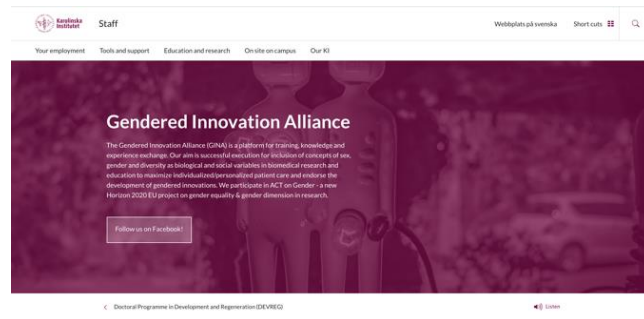 Karolinska
Institutet
Staff
Webbplats på svenska
Short cuts
Your employment
Tools and support
Education and research
On site on campus
Our KI
Gendered Innovation Alliance
The Gendered Innovation Alliance (GINA) is a platform for training, knowledge and
experience exchange. Our aim is successful execution for inclusion of concepts of sex,
gender and diversity as biological and social variables in biomedical research and
education to maximize individualized/personalized patient care and endorse the
development of gendered innovations. We participate in ACT on Gender - a new
Horizon 2020 EU project on gender equality & gender dimension in research.
Follow us on Facebook!
Doctoral Programme in Development and Regeneration (DEVREG)
Listen